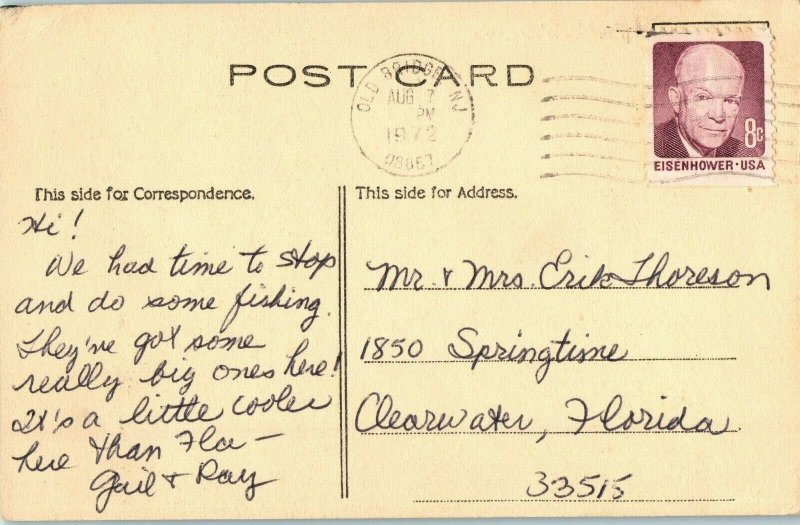 POST CARD
OLD BRIDGE NJ
AUG 7
PM
1972
08857
8c
EISENHOWER·USA
This side for Correspondence.
This side for Address.
Hi!
We had time to stop
and do some fishing.
They've got some
really big ones here!
It's a little cooler
here than Fla —
Gail & Ray
Mr. & Mrs. Erik Thoreson
1850 Springtime
Clearwater, Florida
33515